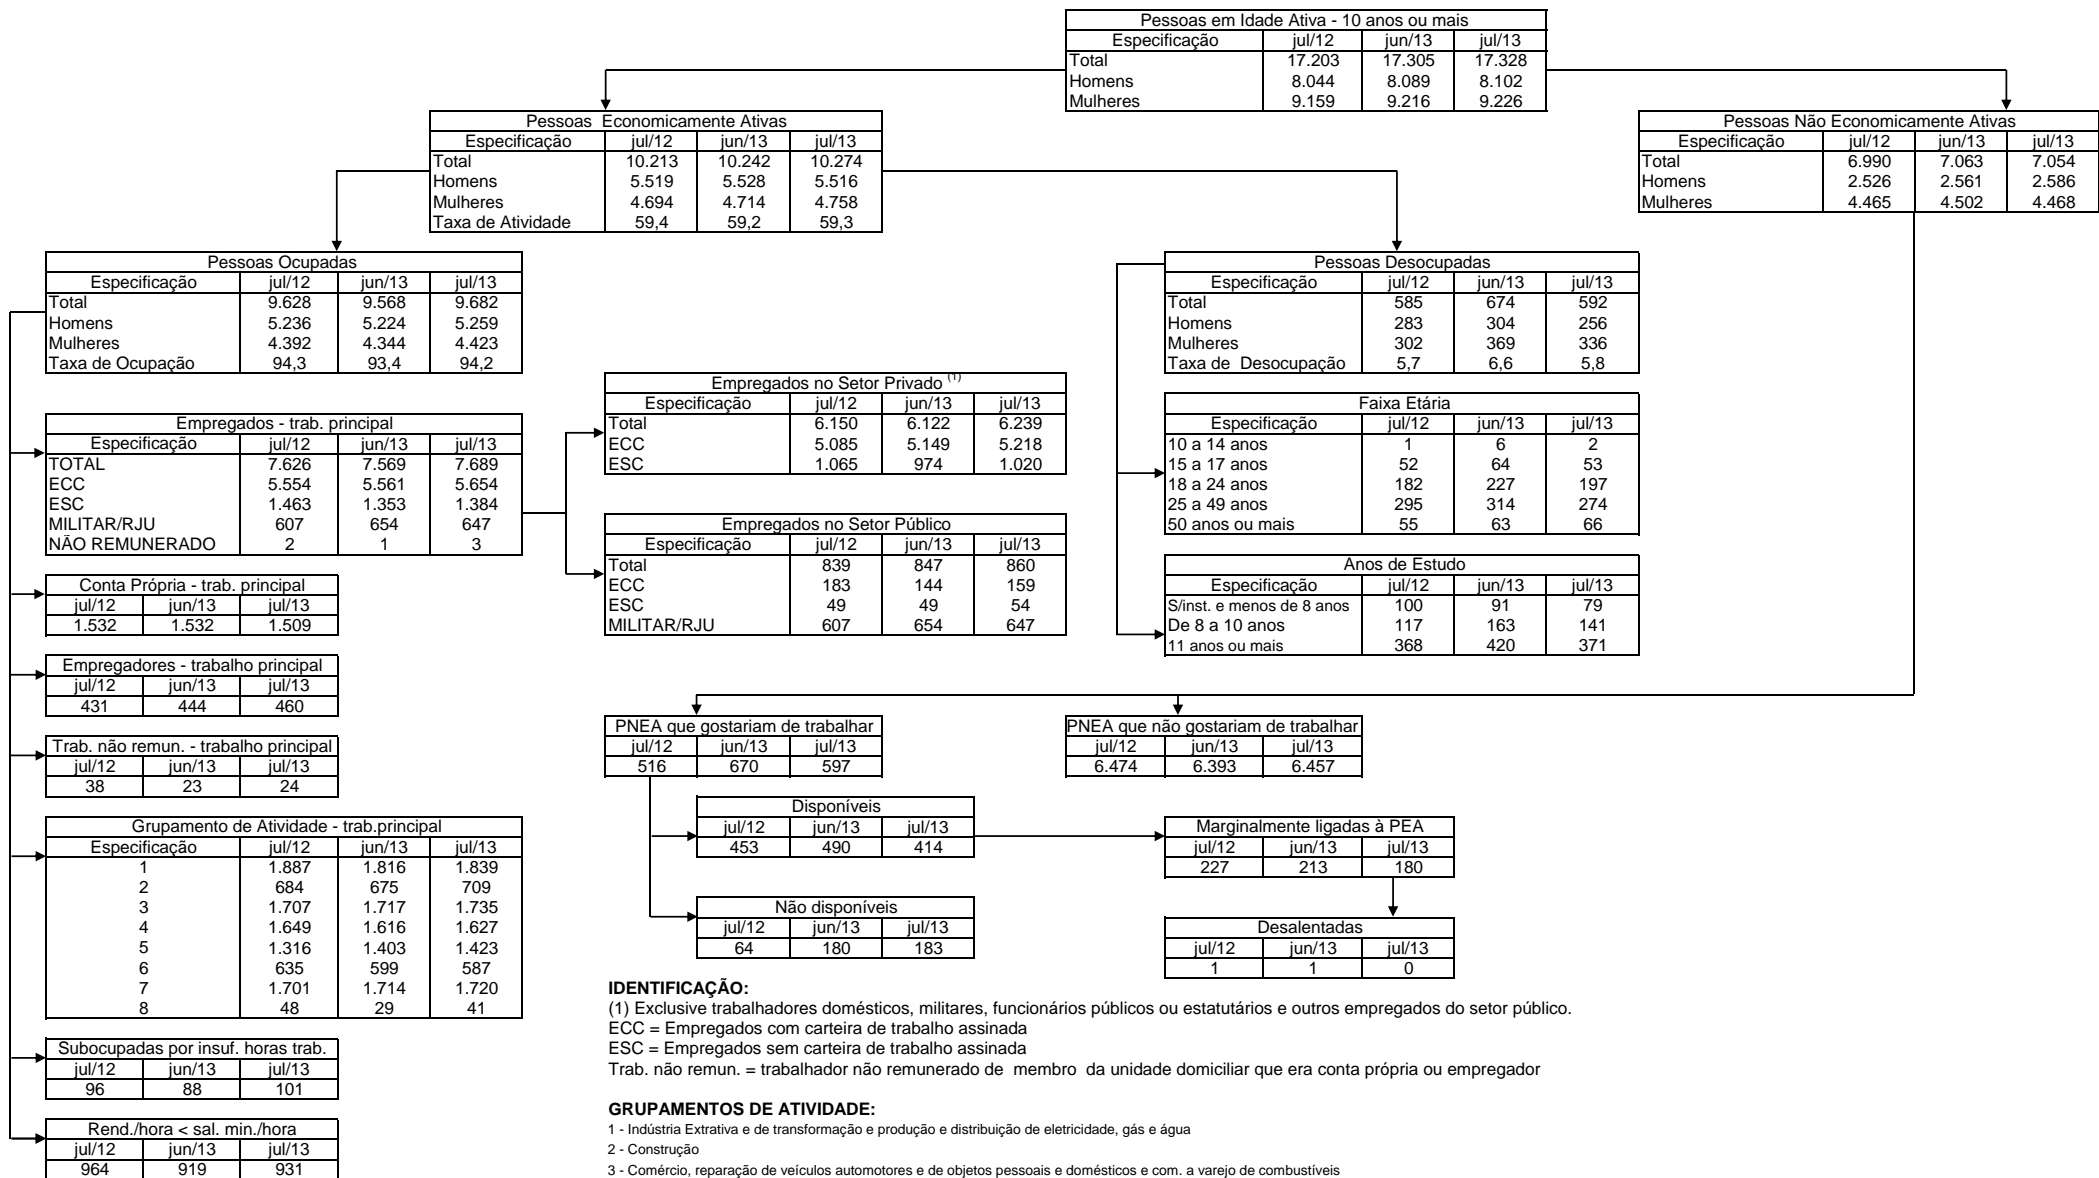 Pessoas em Idade Ativa - 10 anos ou mais
Especificação jul/12 jun/13 jul/13
Total 17.203 17.305 17.328
Homens 8.044 8.089 8.102
Mulheres 9.159 9.216 9.226
Pessoas Economicamente Ativas
Especificação jul/12 jun/13 jul/13
Total 10.213 10.242 10.274
Homens 5.519 5.528 5.516
Mulheres 4.694 4.714 4.758
Taxa de Atividade 59,4 59,2 59,3
Pessoas Não Economicamente Ativas
Especificação jul/12 jun/13 jul/13
Total 6.990 7.063 7.054
Homens 2.526 2.561 2.586
Mulheres 4.465 4.502 4.468
Pessoas Ocupadas
Especificação jul/12 jun/13 jul/13
Total 9.628 9.568 9.682
Homens 5.236 5.224 5.259
Mulheres 4.392 4.344 4.423
Taxa de Ocupação 94,3 93,4 94,2
Pessoas Desocupadas
Especificação jul/12 jun/13 jul/13
Total 585 674 592
Homens 283 304 256
Mulheres 302 369 336
Taxa de Desocupação 5,7 6,6 5,8
Empregados - trab. principal
Especificação jul/12 jun/13 jul/13
TOTAL 7.626 7.569 7.689
ECC 5.554 5.561 5.654
ESC 1.463 1.353 1.384
MILITAR/RJU 607 654 647
NÃO REMUNERADO 2 1 3
Empregados no Setor Privado (1)
Especificação jul/12 jun/13 jul/13
Total 6.150 6.122 6.239
ECC 5.085 5.149 5.218
ESC 1.065 974 1.020
Empregados no Setor Público
Especificação jul/12 jun/13 jul/13
Total 839 847 860
ECC 183 144 159
ESC 49 49 54
MILITAR/RJU 607 654 647
Faixa Etária
Especificação jul/12 jun/13 jul/13
10 a 14 anos 1 6 2
15 a 17 anos 52 64 53
18 a 24 anos 182 227 197
25 a 49 anos 295 314 274
50 anos ou mais 55 63 66
Anos de Estudo
Especificação jul/12 jun/13 jul/13
S/inst. e menos de 8 anos 100 91 79
De 8 a 10 anos 117 163 141
11 anos ou mais 368 420 371
Conta Própria - trab. principal
jul/12 jun/13 jul/13
1.532 1.532 1.509
Empregadores - trabalho principal
jul/12 jun/13 jul/13
431 444 460
Trab. não remun. - trabalho principal
jul/12 jun/13 jul/13
38 23 24
PNEA que gostariam de trabalhar
jul/12 jun/13 jul/13
516 670 597
PNEA que não gostariam de trabalhar
jul/12 jun/13 jul/13
6.474 6.393 6.457
Disponíveis
jul/12 jun/13 jul/13
453 490 414
Marginalmente ligadas à PEA
jul/12 jun/13 jul/13
227 213 180
Não disponíveis
jul/12 jun/13 jul/13
64 180 183
Desalentadas
jul/12 jun/13 jul/13
1 1 0
Grupamento de Atividade - trab.principal
Especificação jul/12 jun/13 jul/13
1 1.887 1.816 1.839
2 684 675 709
3 1.707 1.717 1.735
4 1.649 1.616 1.627
5 1.316 1.403 1.423
6 635 599 587
7 1.701 1.714 1.720
8 48 29 41
Subocupadas por insuf. horas trab.
jul/12 jun/13 jul/13
96 88 101
Rend./hora < sal. min./hora
jul/12 jun/13 jul/13
964 919 931
IDENTIFICAÇÃO:
(1) Exclusive trabalhadores domésticos, militares, funcionários públicos ou estatutários e outros empregados do setor público.
ECC = Empregados com carteira de trabalho assinada
ESC = Empregados sem carteira de trabalho assinada
Trab. não remun. = trabalhador não remunerado de membro da unidade domiciliar que era conta própria ou empregador
GRUPAMENTOS DE ATIVIDADE:
1 - Indústria Extrativa e de transformação e produção e distribuição de eletricidade, gás e água
2 - Construção
3 - Comércio, reparação de veículos automotores e de objetos pessoais e domésticos e com. a varejo de combustíveis